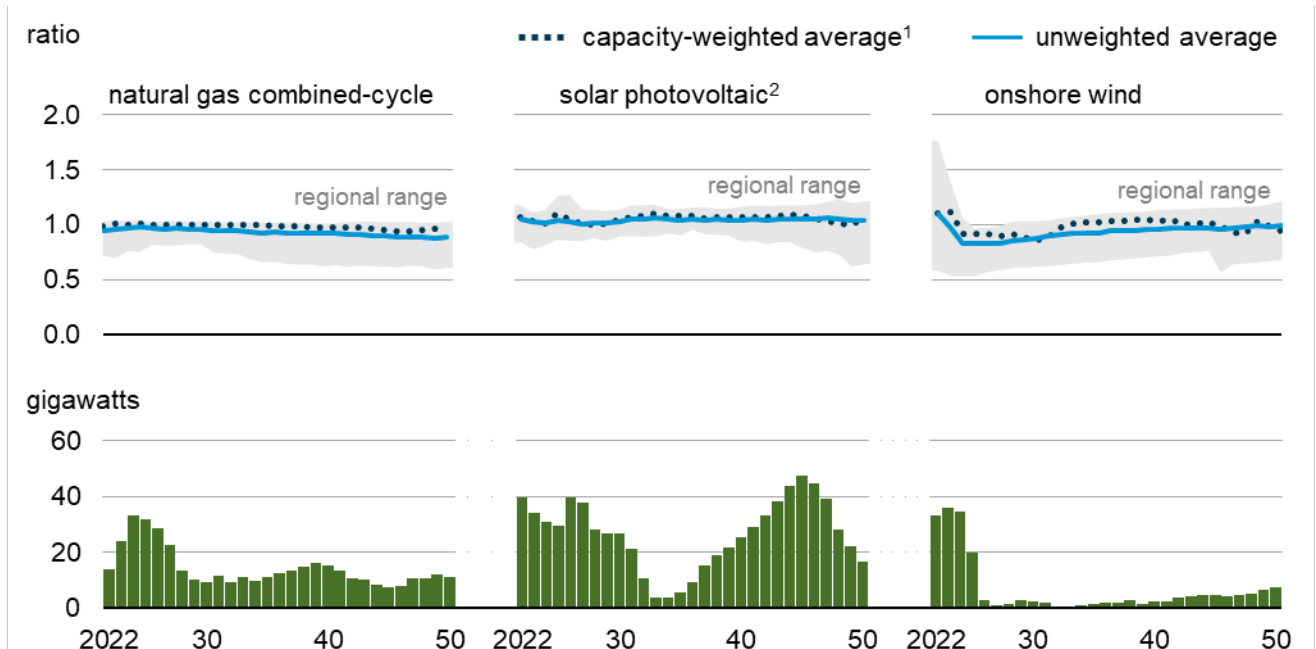 ratio
capacity-weighted average¹ unweighted average
natural gas combined-cycle solar photovoltaic² onshore wind
2.0
1.5
regional range regional range regional range
1.0
0.5
0.0
gigawatts
60
40
20
0
2022 30 40 50 2022 30 40 50 2022 30 40 50